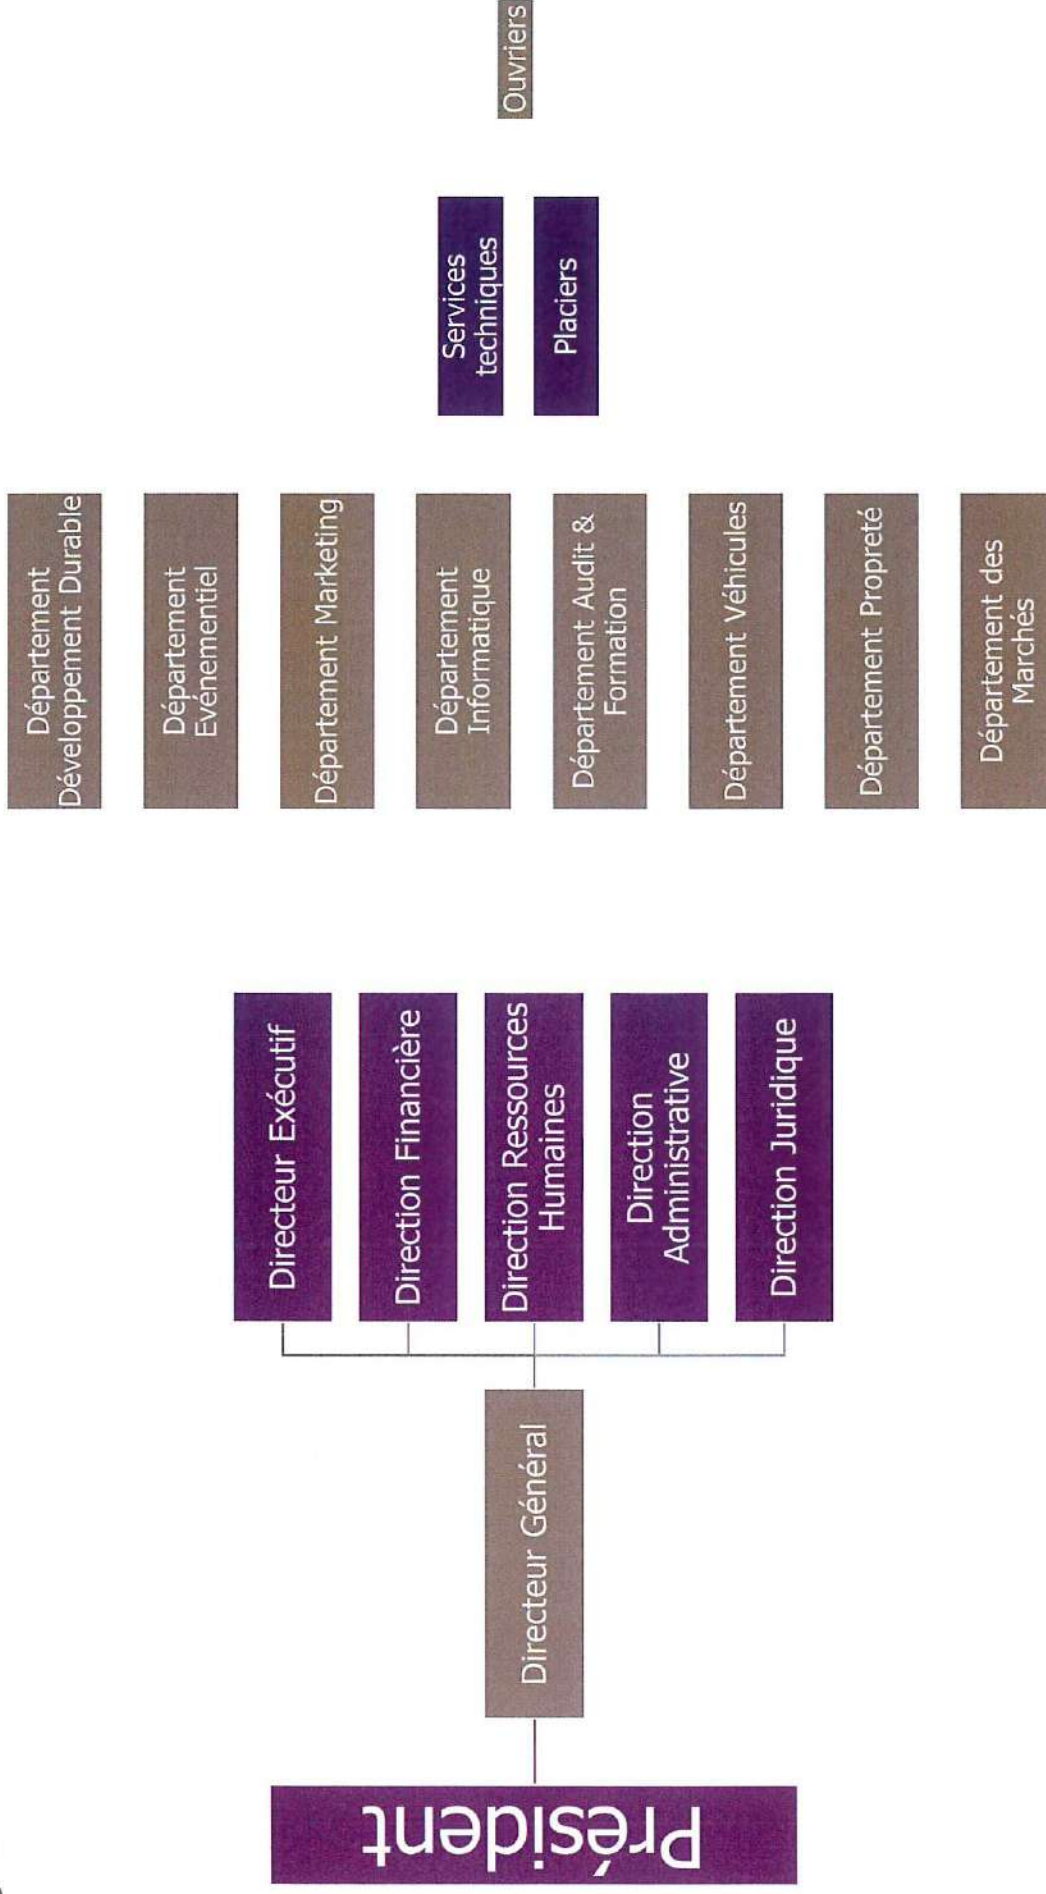 Président
Directeur Général
Directeur Exécutif
Direction Financière
Direction Ressources
Humaines
Direction
Administrative
Direction Juridique
Département
Développement Durable
Département
Evénementiel
Département Marketing
Département
Informatique
Département Audit &
Formation
Département Véhicules
Département Propreté
Département des
Marchés
Services
techniques
Placiers
Ouvriers